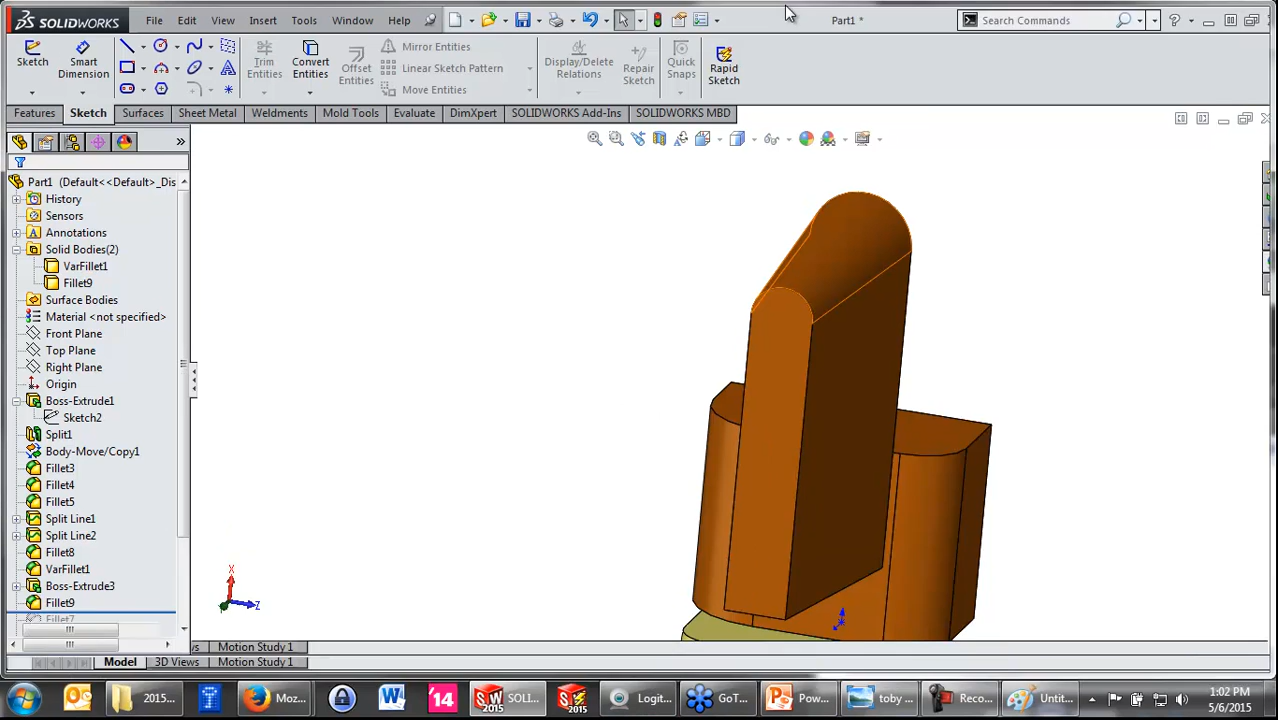 SOLIDWORKS File Edit View Insert Tools Window Help Part1 * Search Commands
Sketch Smart Dimension Trim Entities Convert Entities Offset Entities Mirror Entities Linear Sketch Pattern Move Entities Display/Delete Relations Repair Sketch Quick Snaps Rapid Sketch
Features Sketch Surfaces Sheet Metal Weldments Mold Tools Evaluate DimXpert SOLIDWORKS Add-Ins SOLIDWORKS MBD
Part1 (Default<<Default>_Dis
History
Sensors
Annotations
Solid Bodies(2)
VarFillet1
Fillet9
Surface Bodies
Material <not specified>
Front Plane
Top Plane
Right Plane
Origin
Boss-Extrude1
Sketch2
Split1
Body-Move/Copy1
Fillet3
Fillet4
Fillet5
Split Line1
Split Line2
Fillet8
VarFillet1
Boss-Extrude3
Fillet9
Fillet7
X
Z
Motion Study 1
Model 3D Views Motion Study 1
2015... Moz... '14 SOLI... 2015 2015 Logit... GoT... Pow... toby ... Reco... Untit...
1:02 PM
5/6/2015